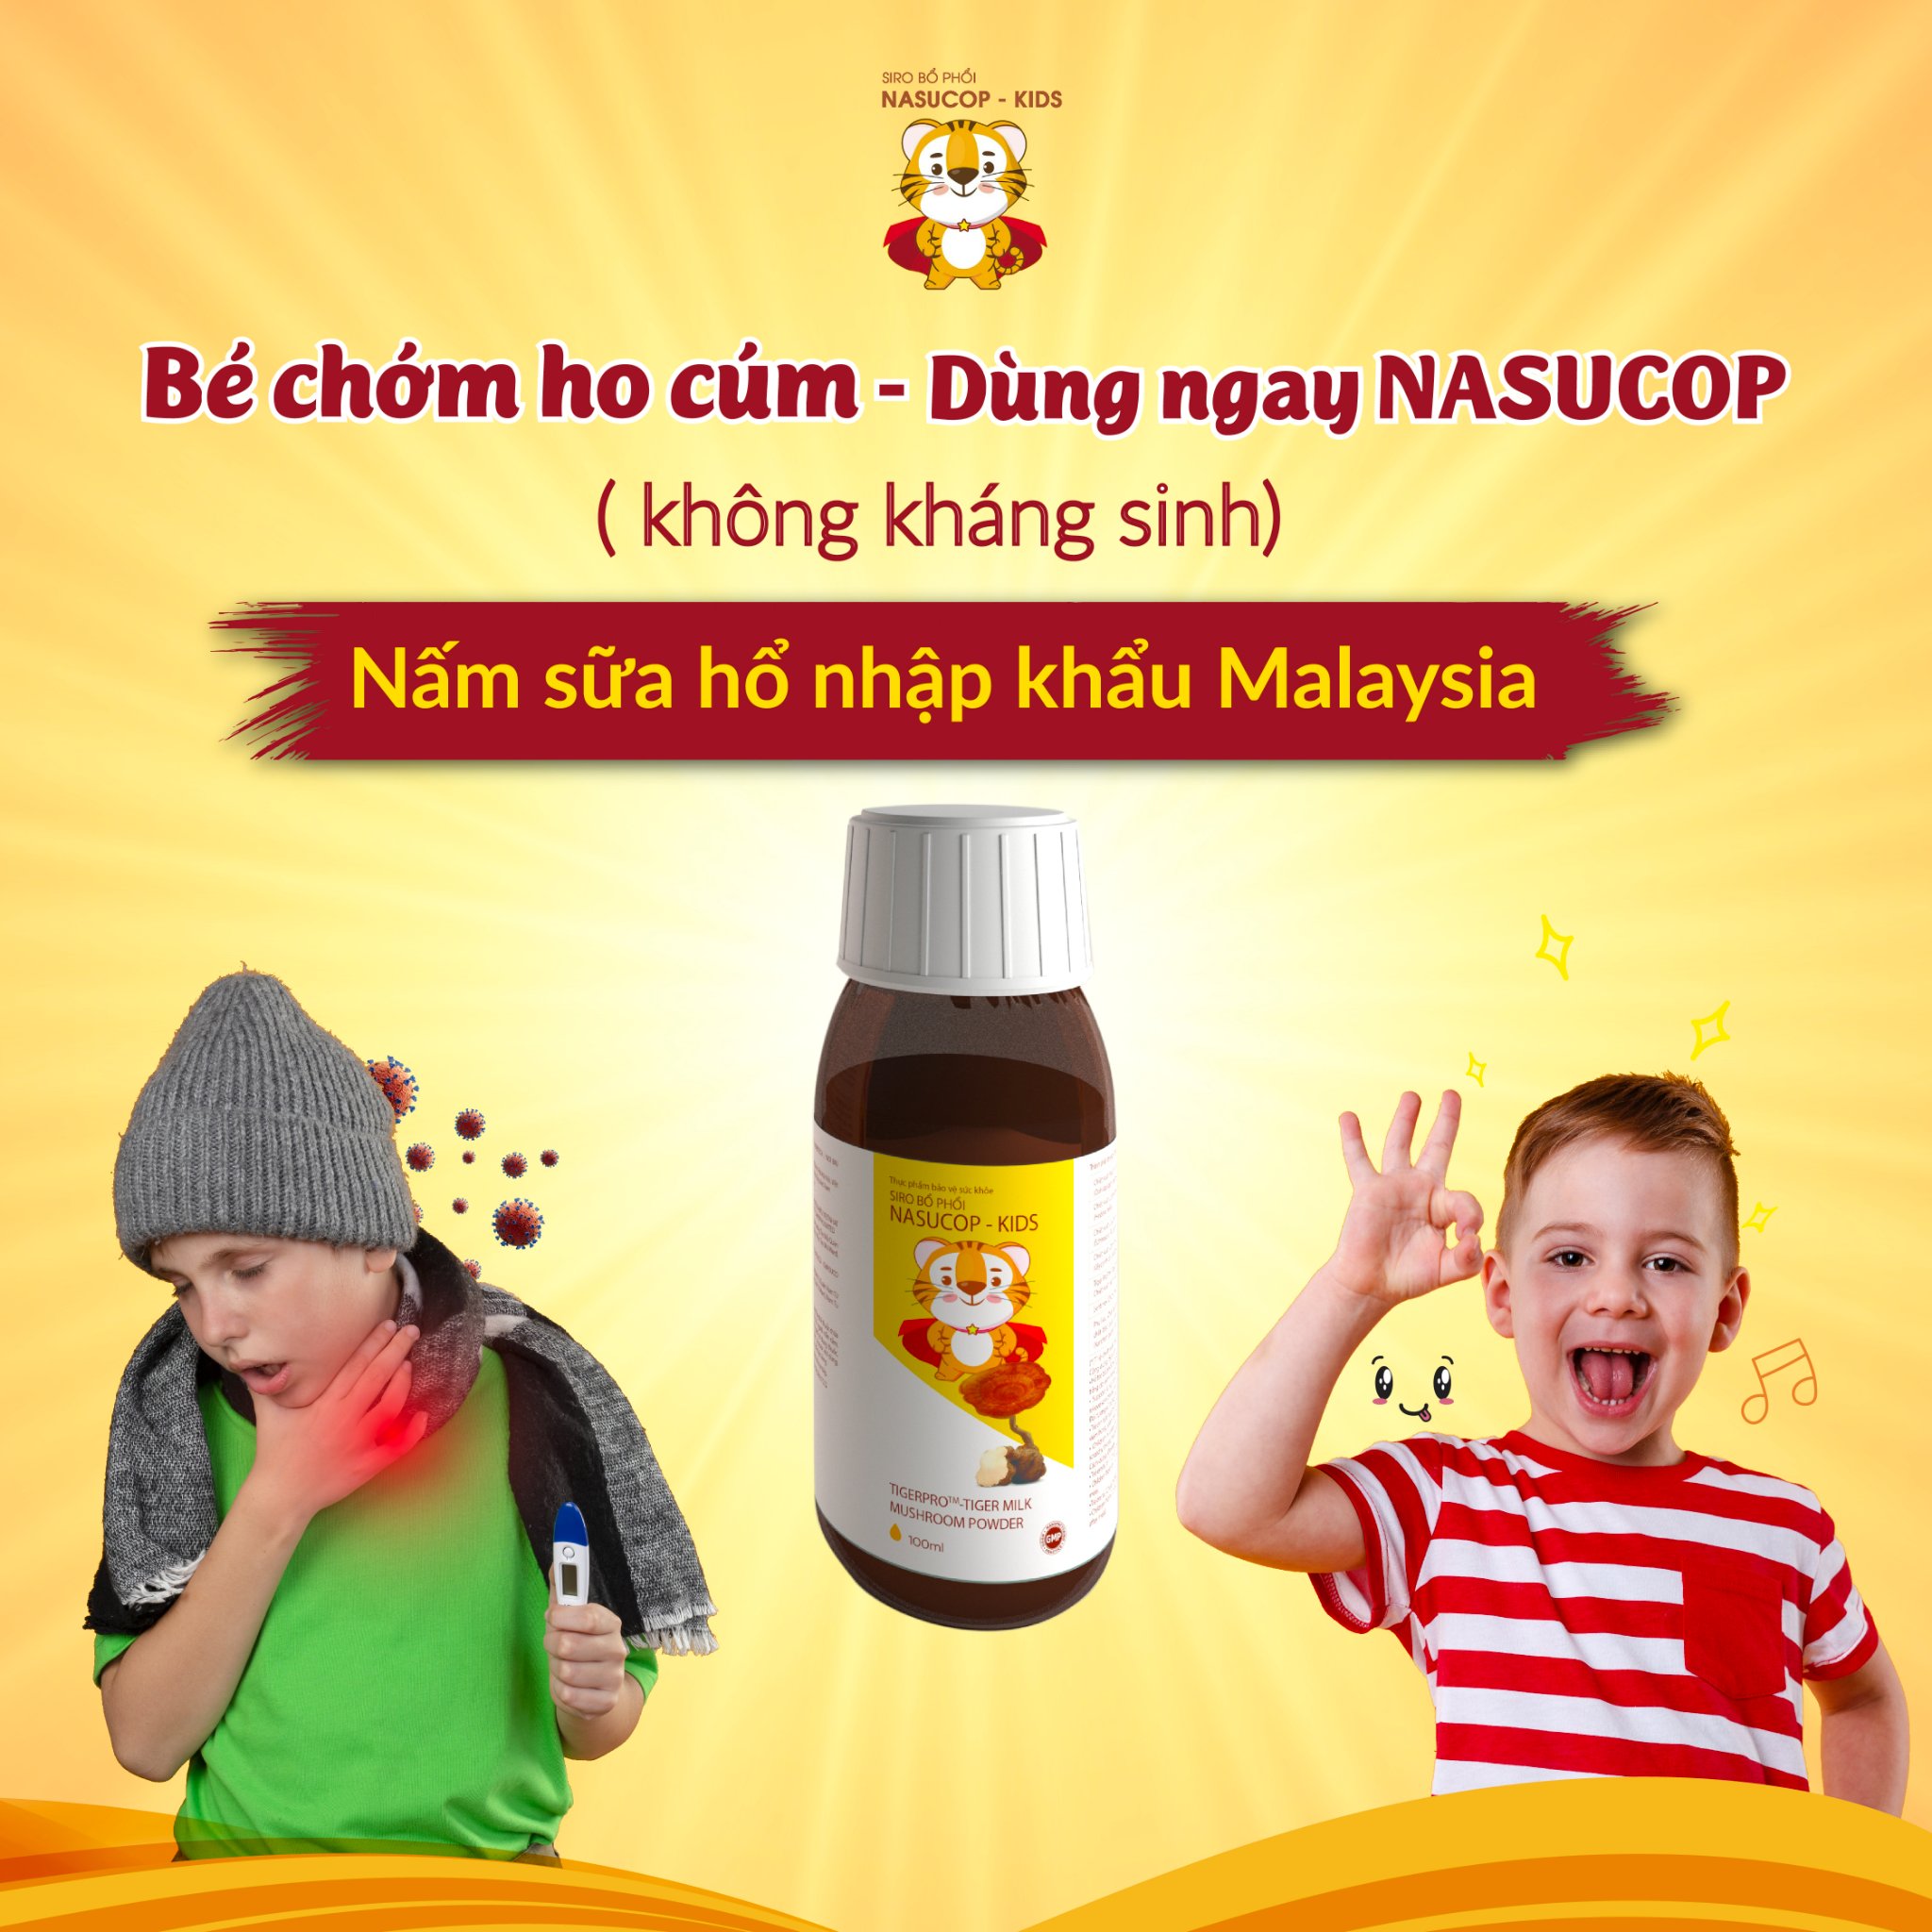 SIRO BỔ PHỔI
NASUCOP - KIDS
Bé chớm ho cúm - Dùng ngay NASUCOP
( không kháng sinh)
Nấm sữa hổ nhập khẩu Malaysia
Thực phẩm bảo vệ sức khỏe
SIRO BỔ PHỔI
NASUCOP - KIDS
TIGERPRO™-TIGER MILK
MUSHROOM POWDER
100ml
GMP